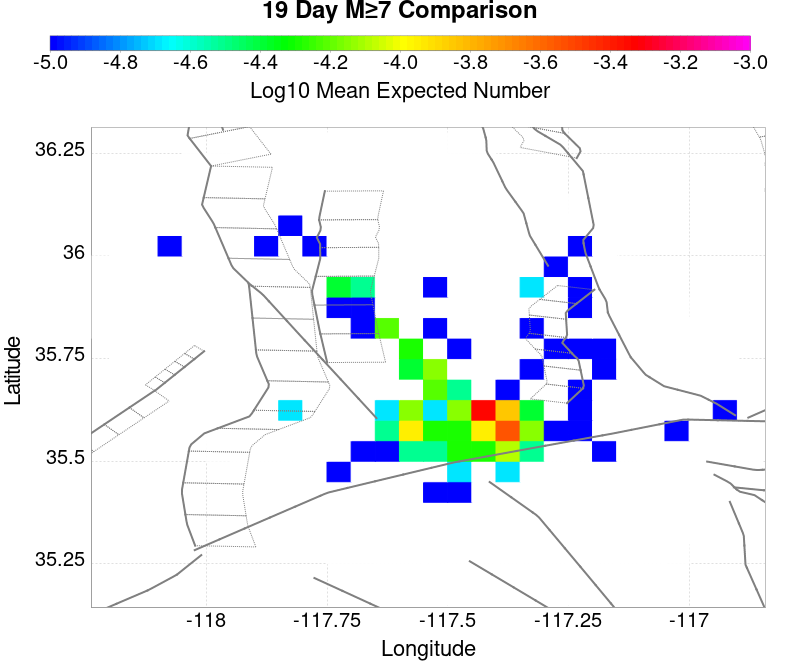 19 Day M≥7 Comparison
-5.0 -4.8 -4.6 -4.4 -4.2 -4.0 -3.8 -3.6 -3.4 -3.2 -3.0
Log10 Mean Expected Number
36.25
36
35.75
35.5
35.25
Latitude
-118 -117.75 -117.5 -117.25 -117
Longitude